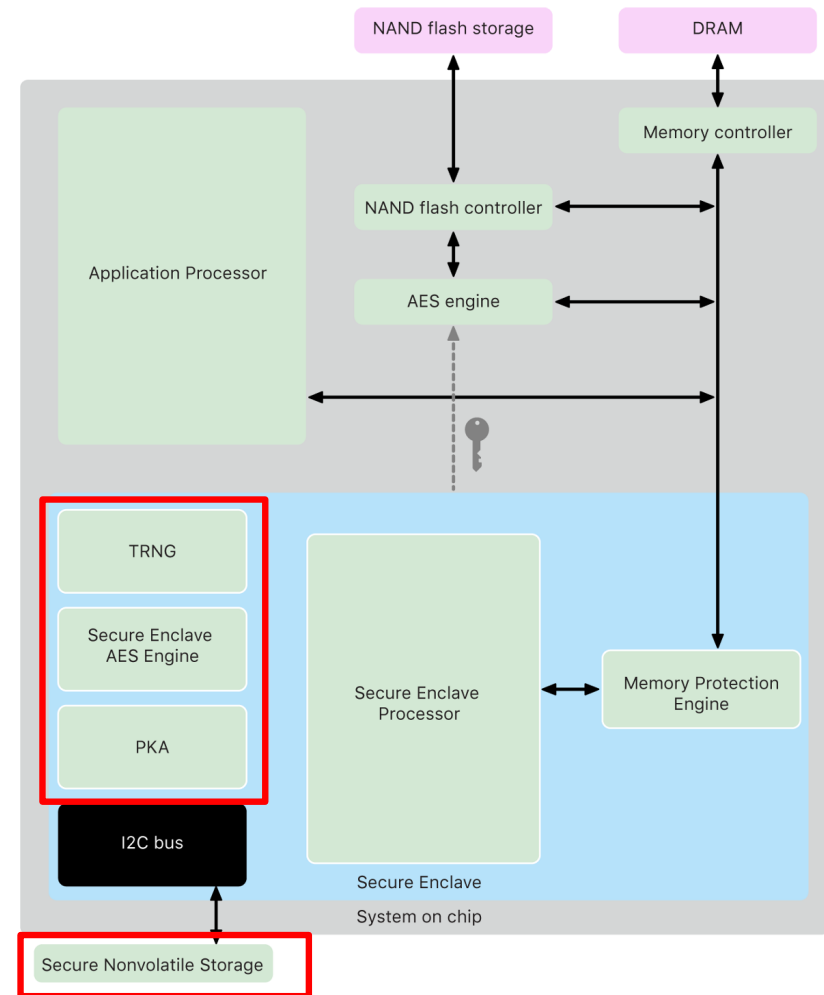 NAND flash storage
DRAM
Memory controller
NAND flash controller
Application Processor
AES engine
TRNG
Secure Enclave
AES Engine
Secure Enclave
Processor
Memory Protection
Engine
PKA
I2C bus
Secure Enclave
System on chip
Secure Nonvolatile Storage